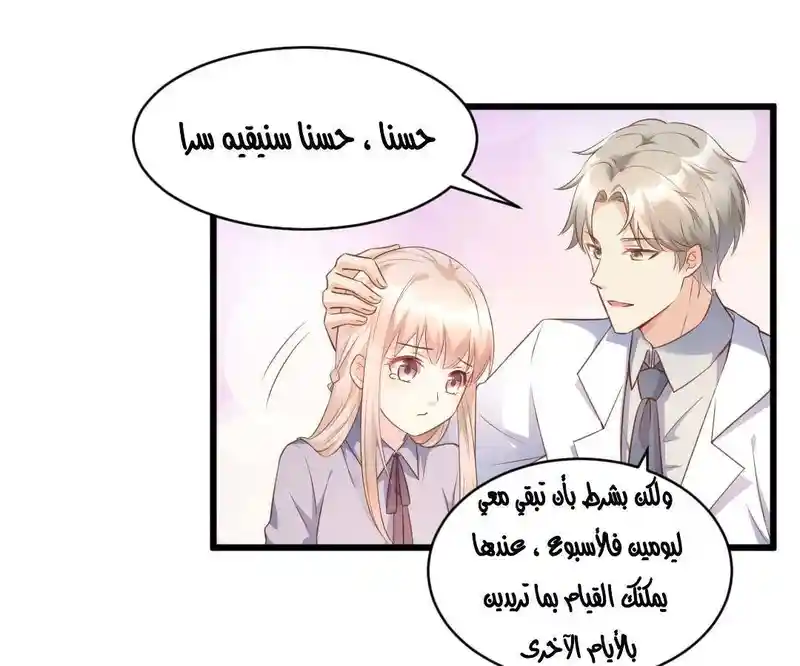 حسنا ، حسنا سنبقيه سرا
ولكن بشرط بأن تبقي معي
ليومين فالأسبوع ، عندها
يمكنك القيام بما تريدين
بالأيام الآخرى